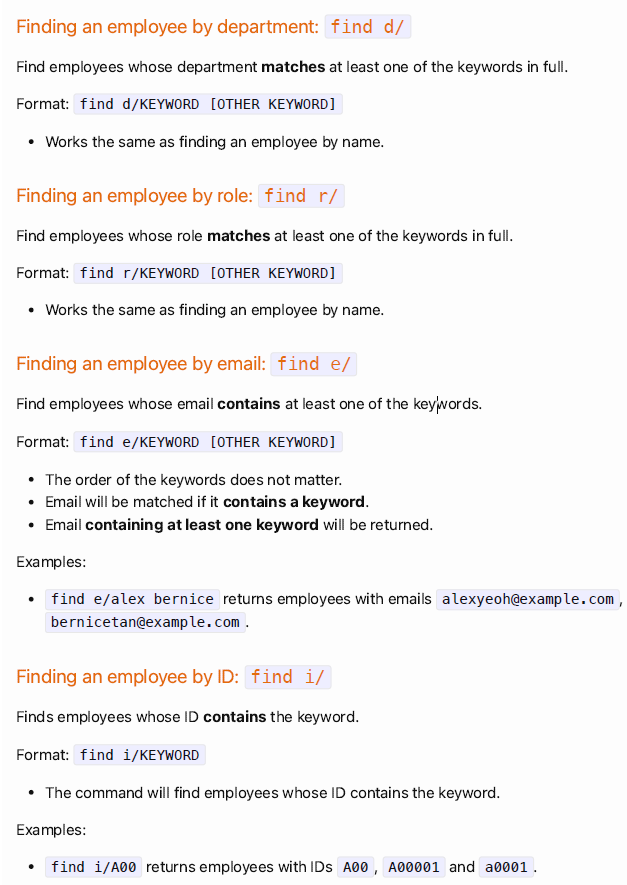 Finding an employee by department: find d/
Find employees whose department matches at least one of the keywords in full.
Format: find d/KEYWORD [OTHER KEYWORD]
• Works the same as finding an employee by name.
Finding an employee by role: find r/
Find employees whose role matches at least one of the keywords in full.
Format: find r/KEYWORD [OTHER KEYWORD]
• Works the same as finding an employee by name.
Finding an employee by email: find e/
Find employees whose email contains at least one of the keywords.
Format: find e/KEYWORD [OTHER KEYWORD]
• The order of the keywords does not matter.
• Email will be matched if it contains a keyword.
• Email containing at least one keyword will be returned.
Examples:
• find e/alex bernice returns employees with emails alexyeoh@example.com,
bernicetan@example.com.
Finding an employee by ID: find i/
Finds employees whose ID contains the keyword.
Format: find i/KEYWORD
• The command will find employees whose ID contains the keyword.
Examples:
• find i/A00 returns employees with IDs A00, A00001 and a0001.